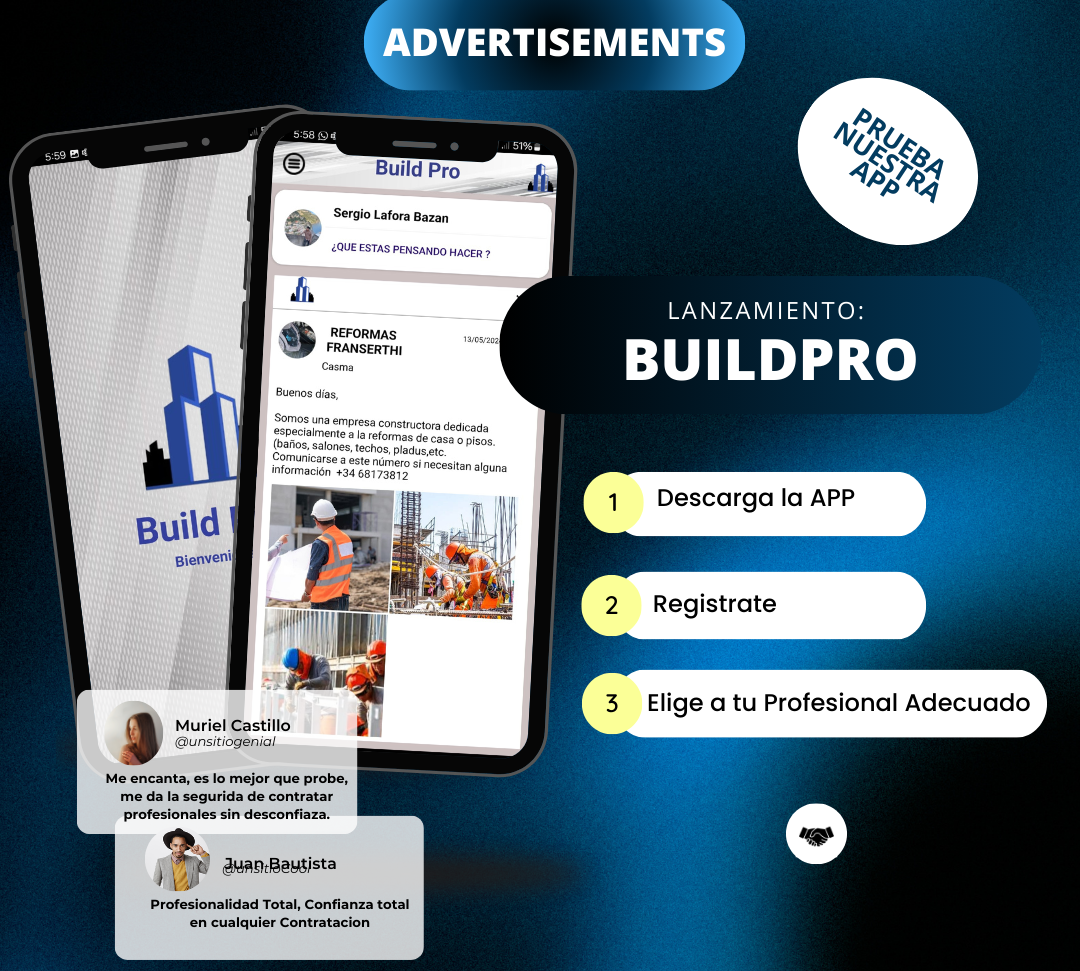 ADVERTISEMENTS
PRUEBA
NUESTRA
APP
5:59
5:58
51%
Build Pro
Sergio Lafora Bazan
¿QUE ESTAS PENSANDO HACER ?
REFORMAS
FRANSERTHI
13/05/202
Casma
Buenos días,
Somos una empresa constructora dedicada
especialmente a la reformas de casa o pisos.
(baños, salones, techos, pladus,etc.
Comunicarse a este número si necesitan alguna
información +34 68173812
Build
Bienveni
LANZAMIENTO:
BUILDPRO
1 Descarga la APP
2 Registrate
3 Elige a tu Profesional Adecuado
Muriel Castillo
@unsitiogenial
Me encanta, es lo mejor que probe,
me da la segurida de contratar
profesionales sin desconfiaza.
Juan Bautista
@unsitioCool
Profesionalidad Total, Confianza total
en cualquier Contratacion